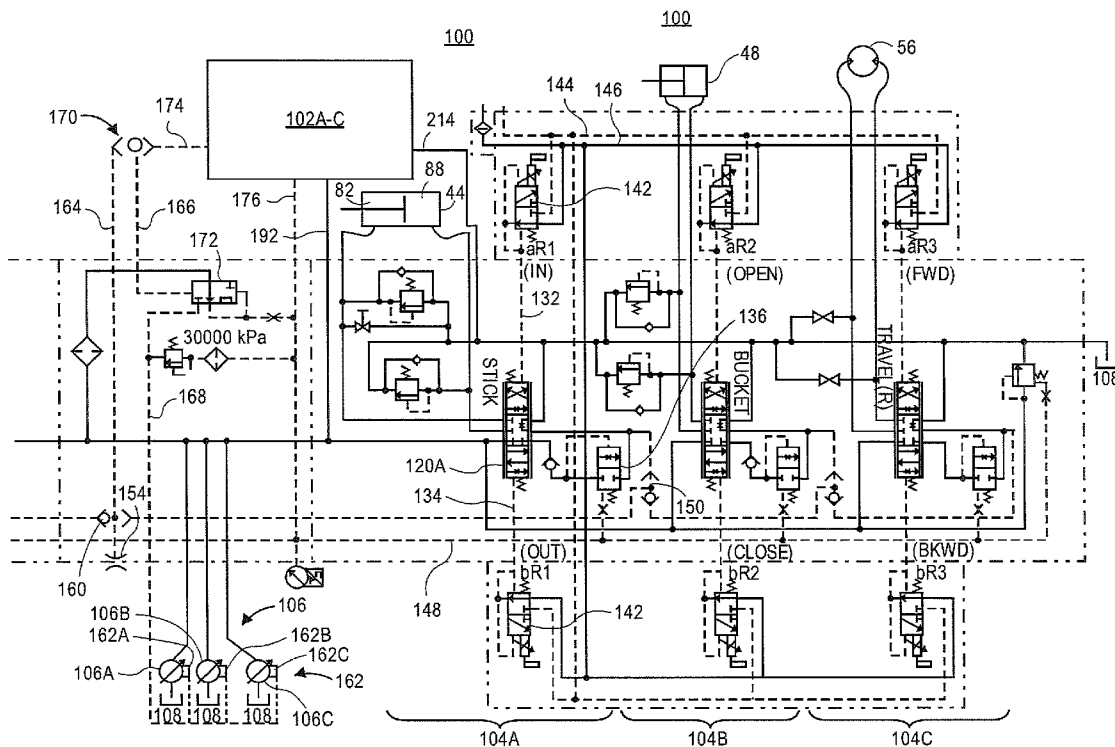 100
100
56
48
144
146
170
174
102A-C
214
82
88
44
142
164
166
176
192
172
aR1
(IN)
aR2
(OPEN)
aR3
(FWD)
132
136
30000 kPa
168
STICK
BUCKET
TRAVEL(R)
108
120A
134
150
154
160
(OUT)
bR1
(CLOSE)
bR2
(BKWD)
bR3
148
142
106
106B
162A
162B
106A
162C
162
106C
108
108
108
104A
104B
104C